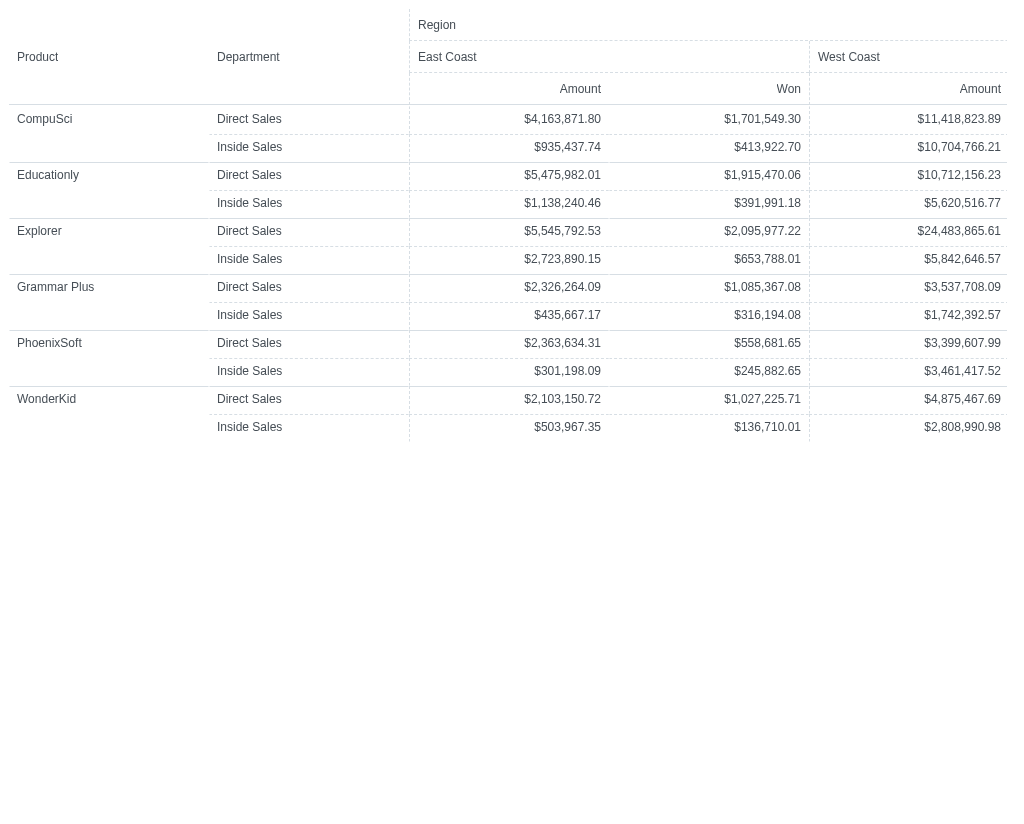 Region
Product Department East Coast West Coast
Amount Won Amount
CompuSci Direct Sales $4,163,871.80 $1,701,549.30 $11,418,823.89
Inside Sales $935,437.74 $413,922.70 $10,704,766.21
Educationly Direct Sales $5,475,982.01 $1,915,470.06 $10,712,156.23
Inside Sales $1,138,240.46 $391,991.18 $5,620,516.77
Explorer Direct Sales $5,545,792.53 $2,095,977.22 $24,483,865.61
Inside Sales $2,723,890.15 $653,788.01 $5,842,646.57
Grammar Plus Direct Sales $2,326,264.09 $1,085,367.08 $3,537,708.09
Inside Sales $435,667.17 $316,194.08 $1,742,392.57
PhoenixSoft Direct Sales $2,363,634.31 $558,681.65 $3,399,607.99
Inside Sales $301,198.09 $245,882.65 $3,461,417.52
WonderKid Direct Sales $2,103,150.72 $1,027,225.71 $4,875,467.69
Inside Sales $503,967.35 $136,710.01 $2,808,990.98